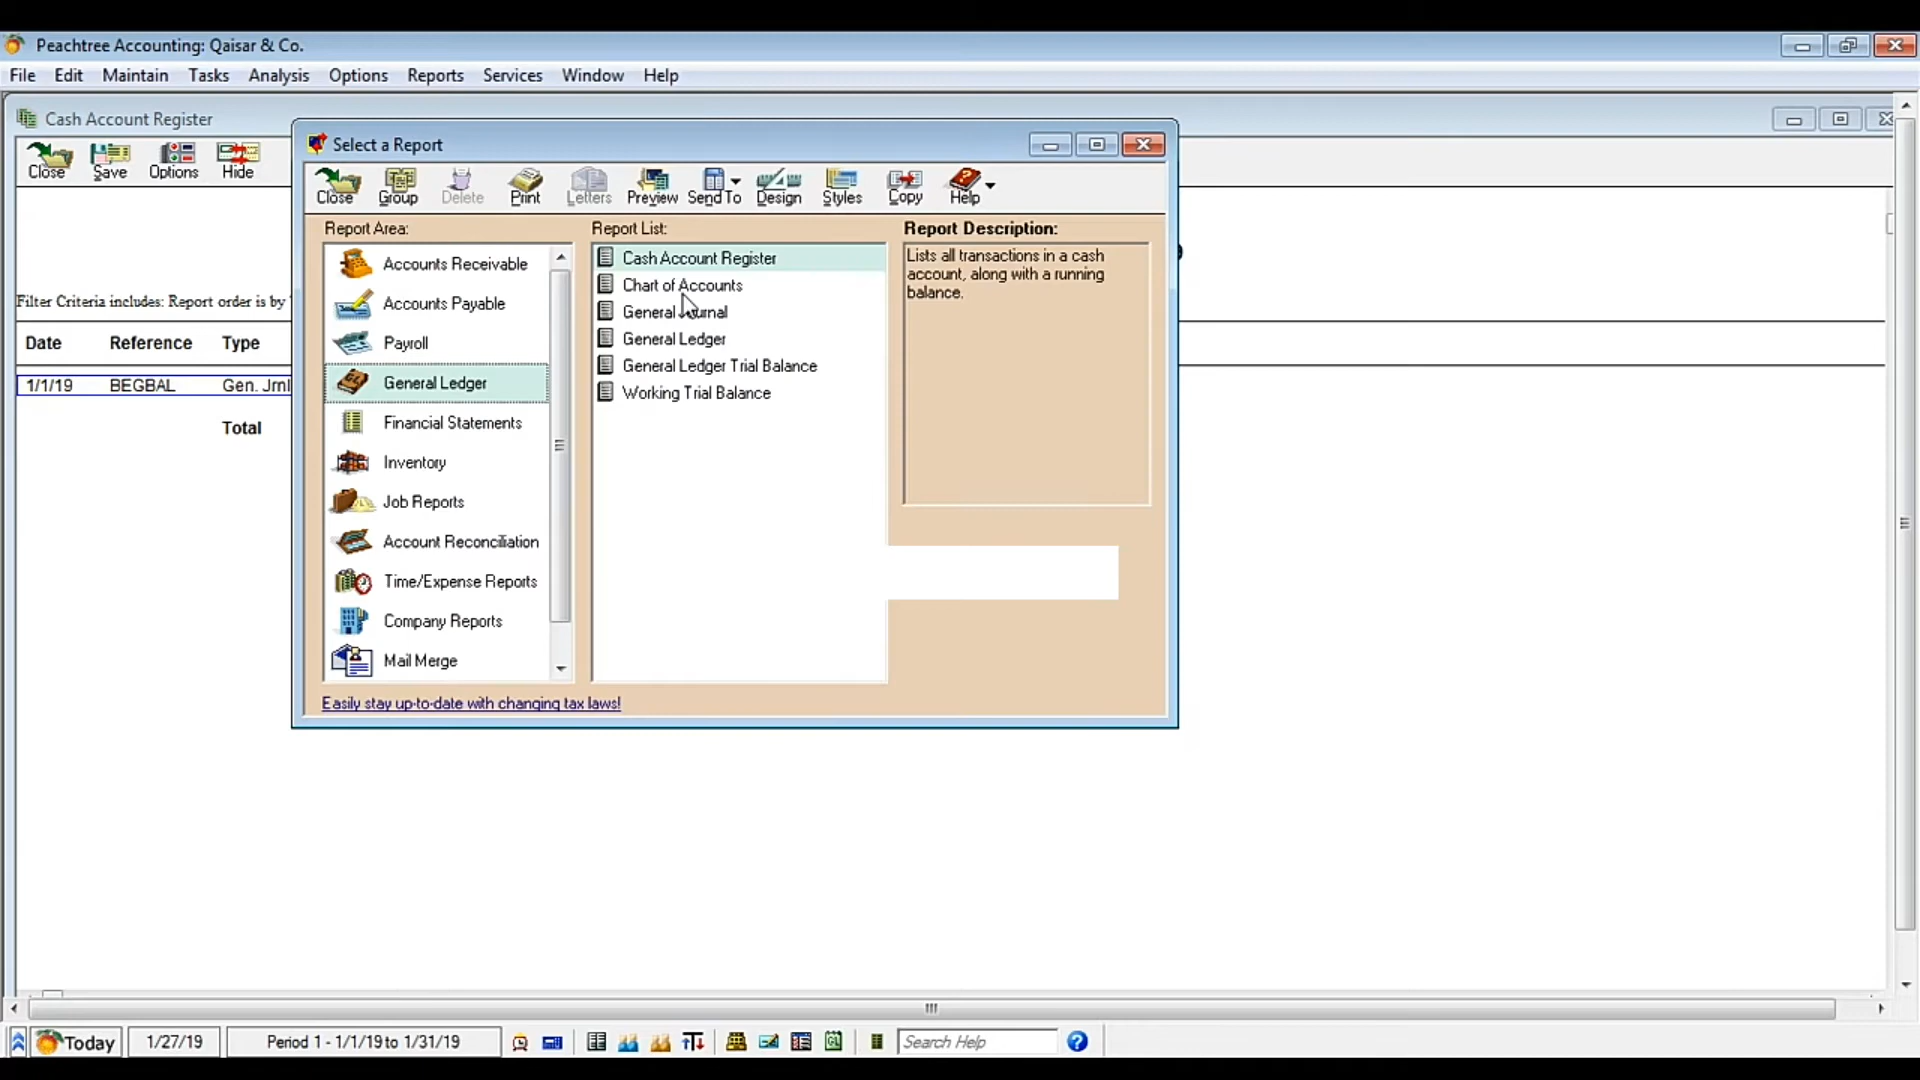 Peachtree Accounting: Qaisar & Co.
File Edit Maintain Tasks Analysis Options Reports Services Window Help
Cash Account Register
Close Save Options Hide
Select a Report
Close Group Delete Print Letters Preview Send To Design Styles Copy Help
Report Area:
Accounts Receivable
Accounts Payable
Payroll
General Ledger
Financial Statements
Inventory
Job Reports
Account Reconciliation
Time/Expense Reports
Company Reports
Mail Merge
Easily stay up-to-date with changing tax laws!
Report List:
Cash Account Register
Chart of Accounts
General Journal
General Ledger
General Ledger Trial Balance
Working Trial Balance
Report Description:
Lists all transactions in a cash
account, along with a running
balance.
Filter Criteria includes: Report order is by
Date Reference Type
1/1/19 BEGBAL Gen. Jrnl
Total
Today 1/27/19 Period 1 - 1/1/19 to 1/31/19 GL Search Help